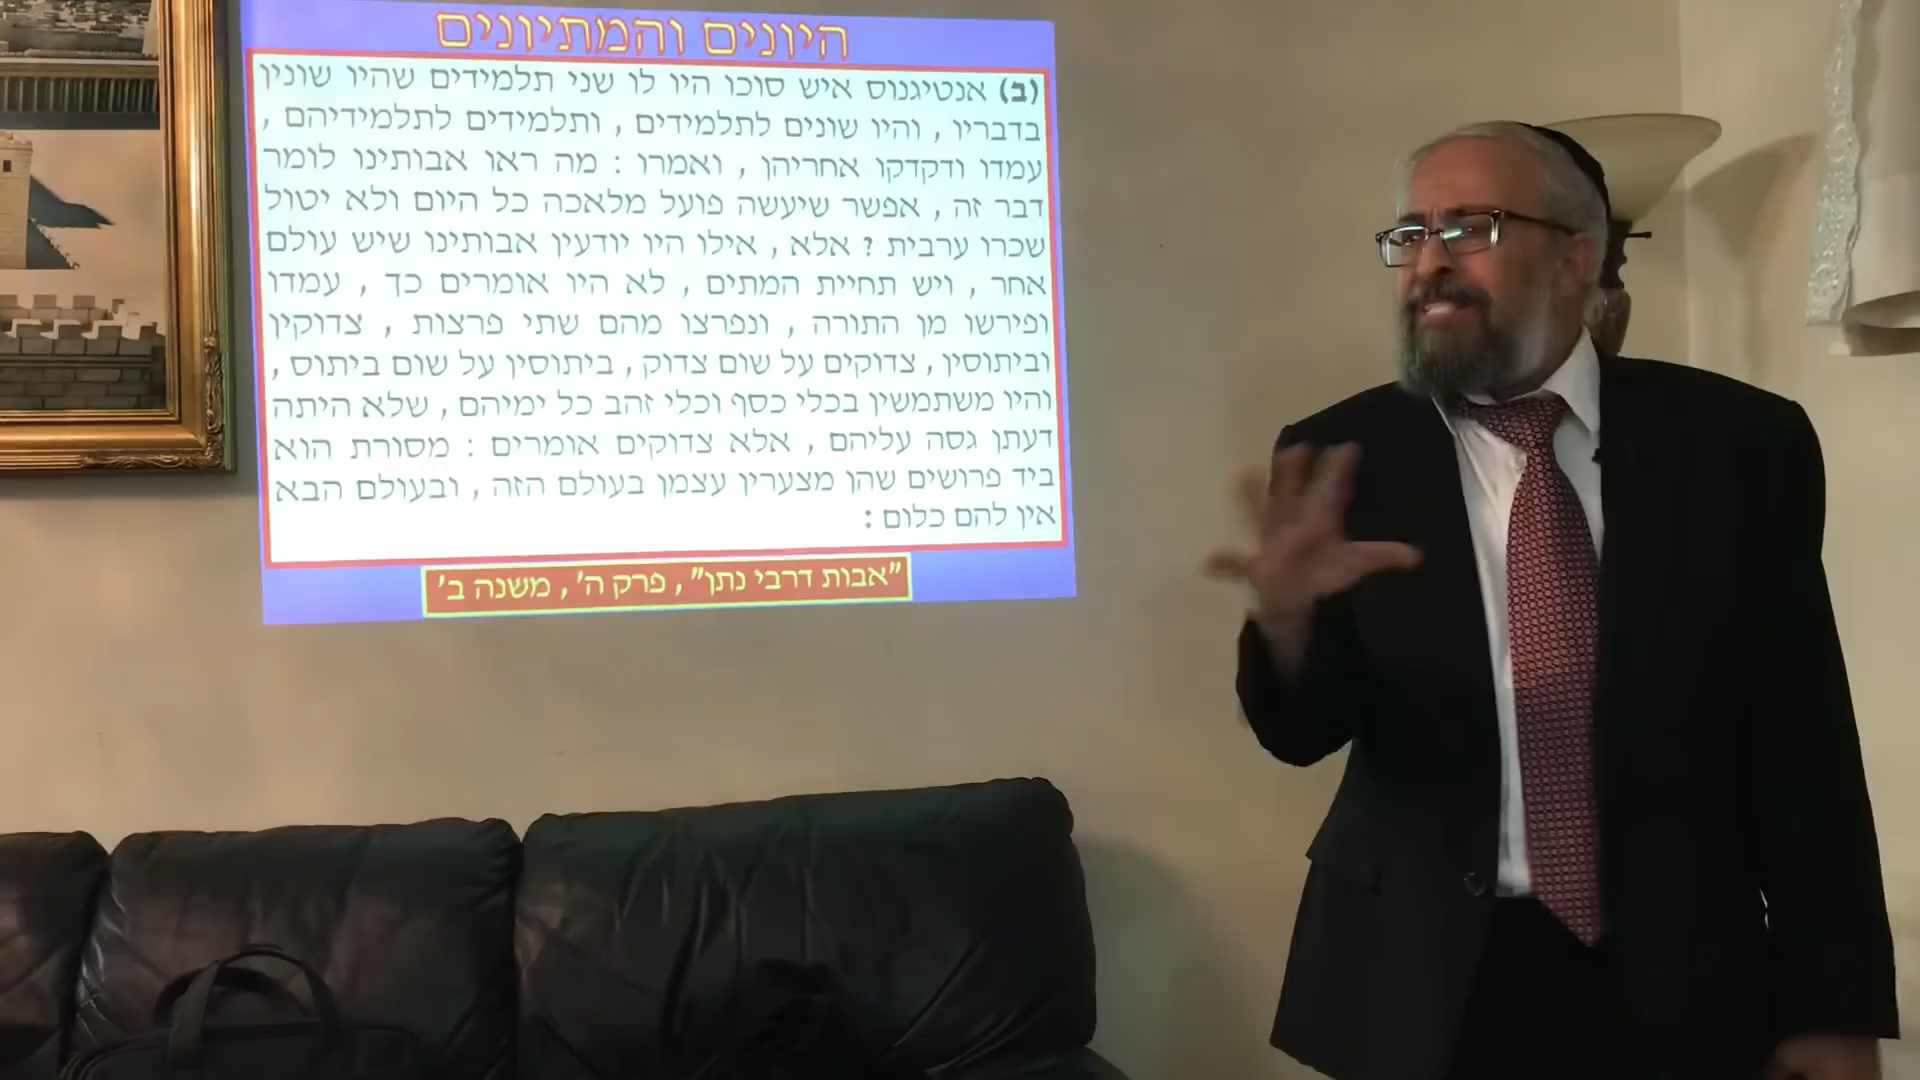 היונים והמתיונים
(ב) אנטיגנוס איש סוכו היו לו שני תלמידים שהיו שונין
בדבריו , והיו שונים לתלמידים , ותלמידים לתלמידיהם ,
עמדו ודקדקו אחריהן , ואמרו : מה ראו אבותינו לומר
דבר זה , אפשר שיעשה פועל מלאכה כל היום ולא יטול
שכרו ערבית ? אלא , אילו היו יודעין אבותינו שיש עולם
אחר , ויש תחיית המתים , לא היו אומרים כך , עמדו
ופירשו מן התורה , ונפרצו מהם שתי פרצות , צדוקין
וביתוסין , צדוקים על שום צדוק , ביתוסין על שום ביתוס ,
והיו משתמשין בכלי כסף וכלי זהב כל ימיהם , שלא היתה
דעתן גסה עליהם , אלא צדוקים אומרים : מסורת הוא
ביד פרושים שהן מצערין עצמן בעולם הזה , ובעולם הבא
אין להם כלום :
"אבות דרבי נתן" , פרק ה' , משנה ב'